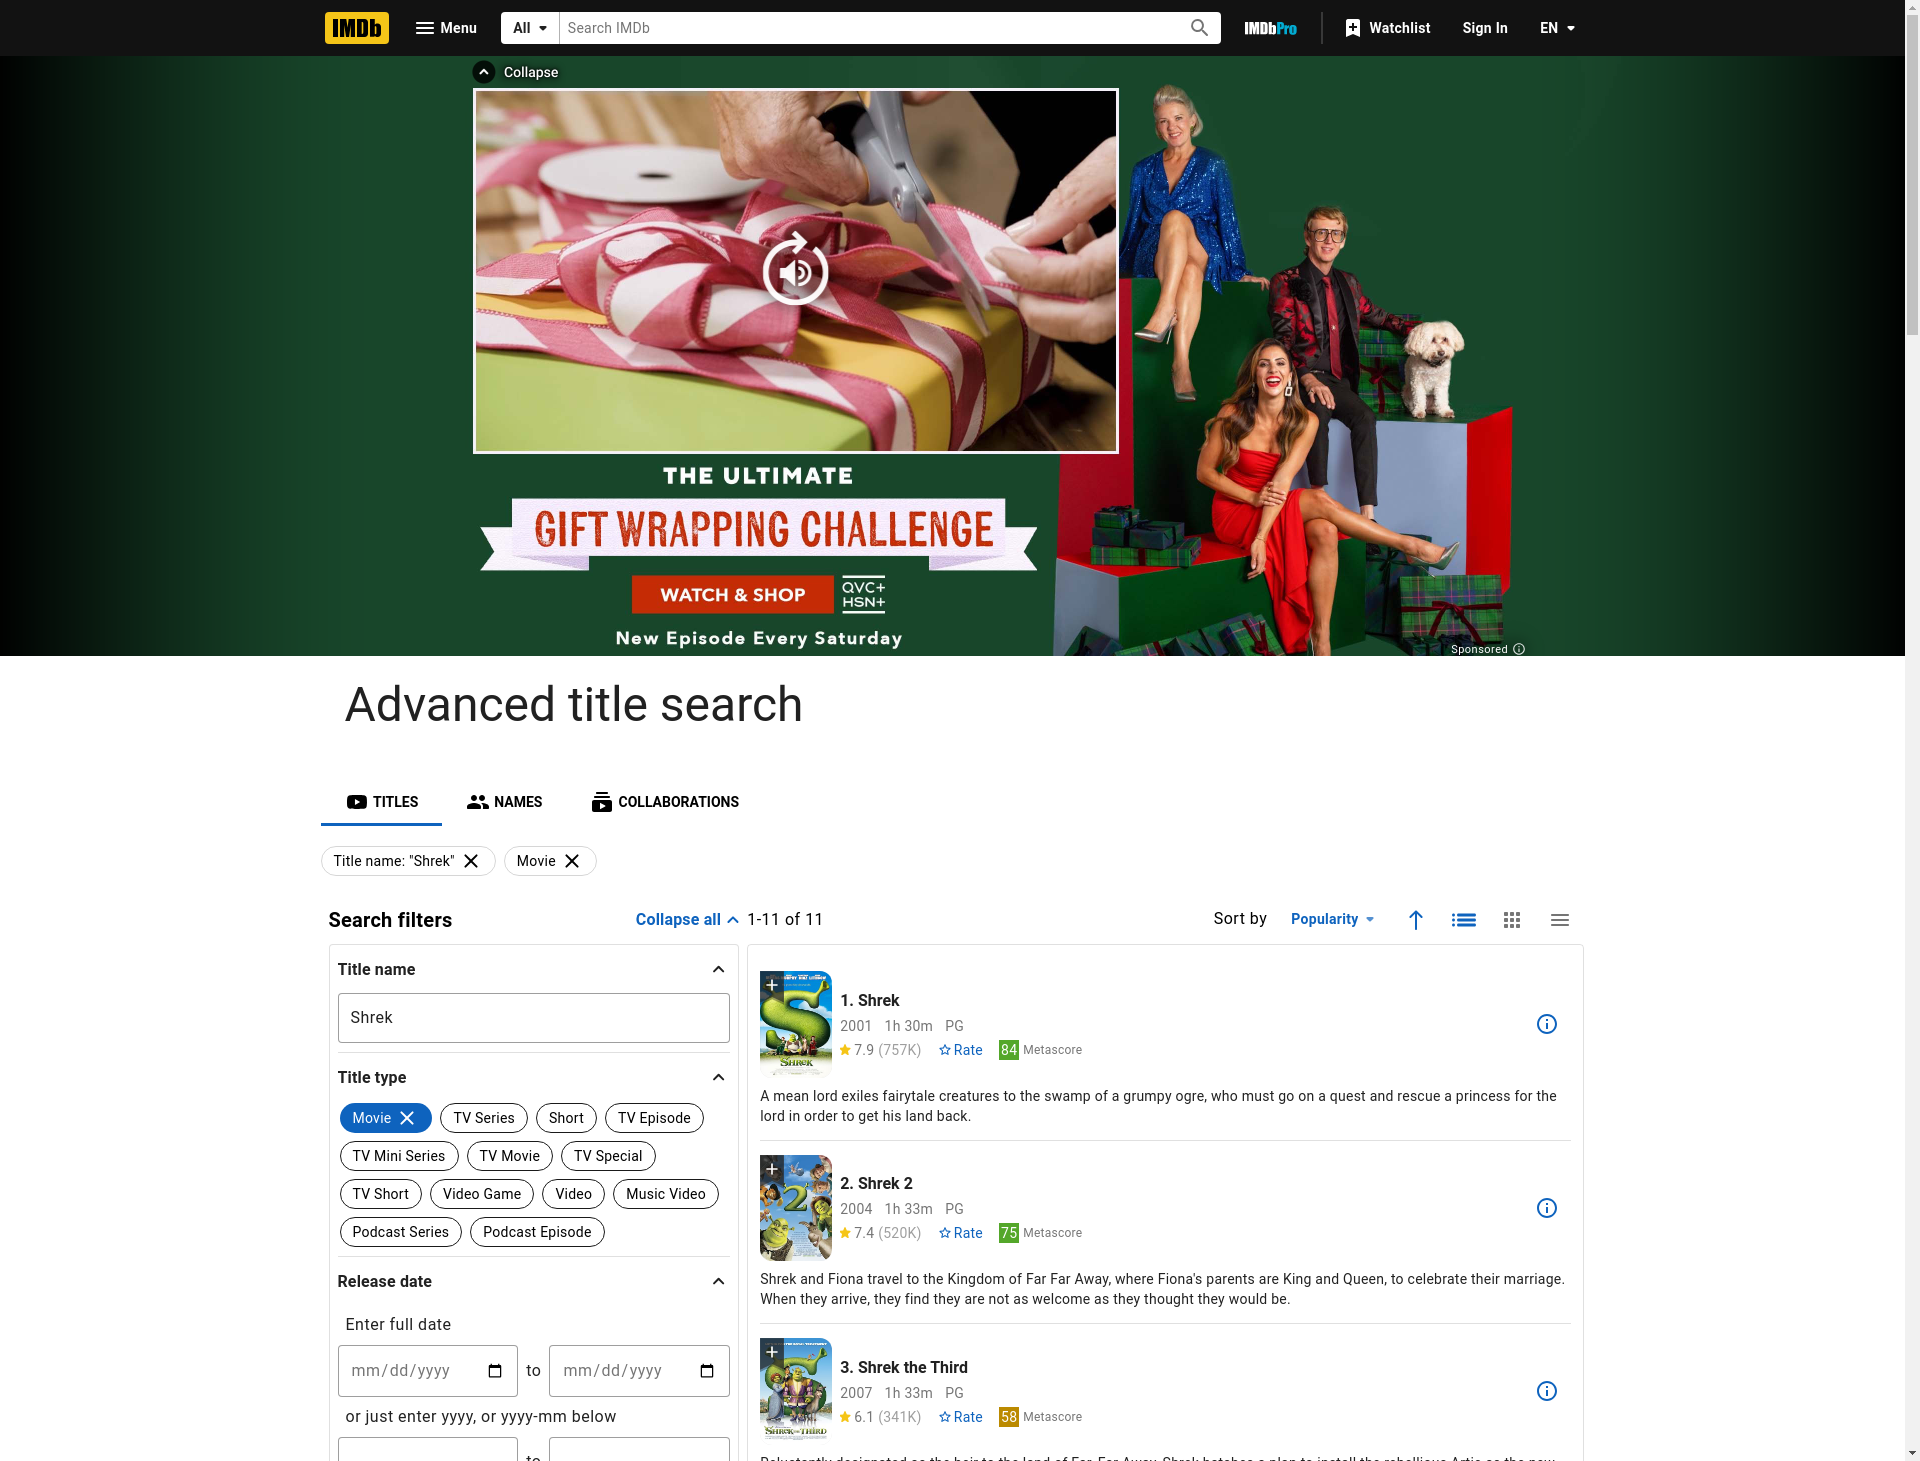 IMDb
Menu
All
Search IMDb
IMDbPro
Watchlist
Sign In
EN
Collapse
THE ULTIMATE
GIFT WRAPPING CHALLENGE
WATCH & SHOP
QVC+
HSN+
New Episode Every Saturday
Sponsored
Advanced title search
TITLES
NAMES
COLLABORATIONS
Title name: "Shrek"
Movie
Search filters
Collapse all
1-11 of 11
Sort by
Popularity
Title name
Shrek
Title type
Movie
TV Series
Short
TV Episode
TV Mini Series
TV Movie
TV Special
TV Short
Video Game
Video
Music Video
Podcast Series
Podcast Episode
Release date
Enter full date
mm/dd/yyyy
to
mm/dd/yyyy
or just enter yyyy, or yyyy-mm below
to
SHREK
1. Shrek
2001 1h 30m PG
7.9 (757K) Rate 84 Metascore
A mean lord exiles fairytale creatures to the swamp of a grumpy ogre, who must go on a quest and rescue a princess for the
lord in order to get his land back.
2
2. Shrek 2
2004 1h 33m PG
7.4 (520K) Rate 75 Metascore
Shrek and Fiona travel to the Kingdom of Far Far Away, where Fiona's parents are King and Queen, to celebrate their marriage.
When they arrive, they find they are not as welcome as they thought they would be.
SHREK THE THIRD
3. Shrek the Third
2007 1h 33m PG
6.1 (341K) Rate 58 Metascore